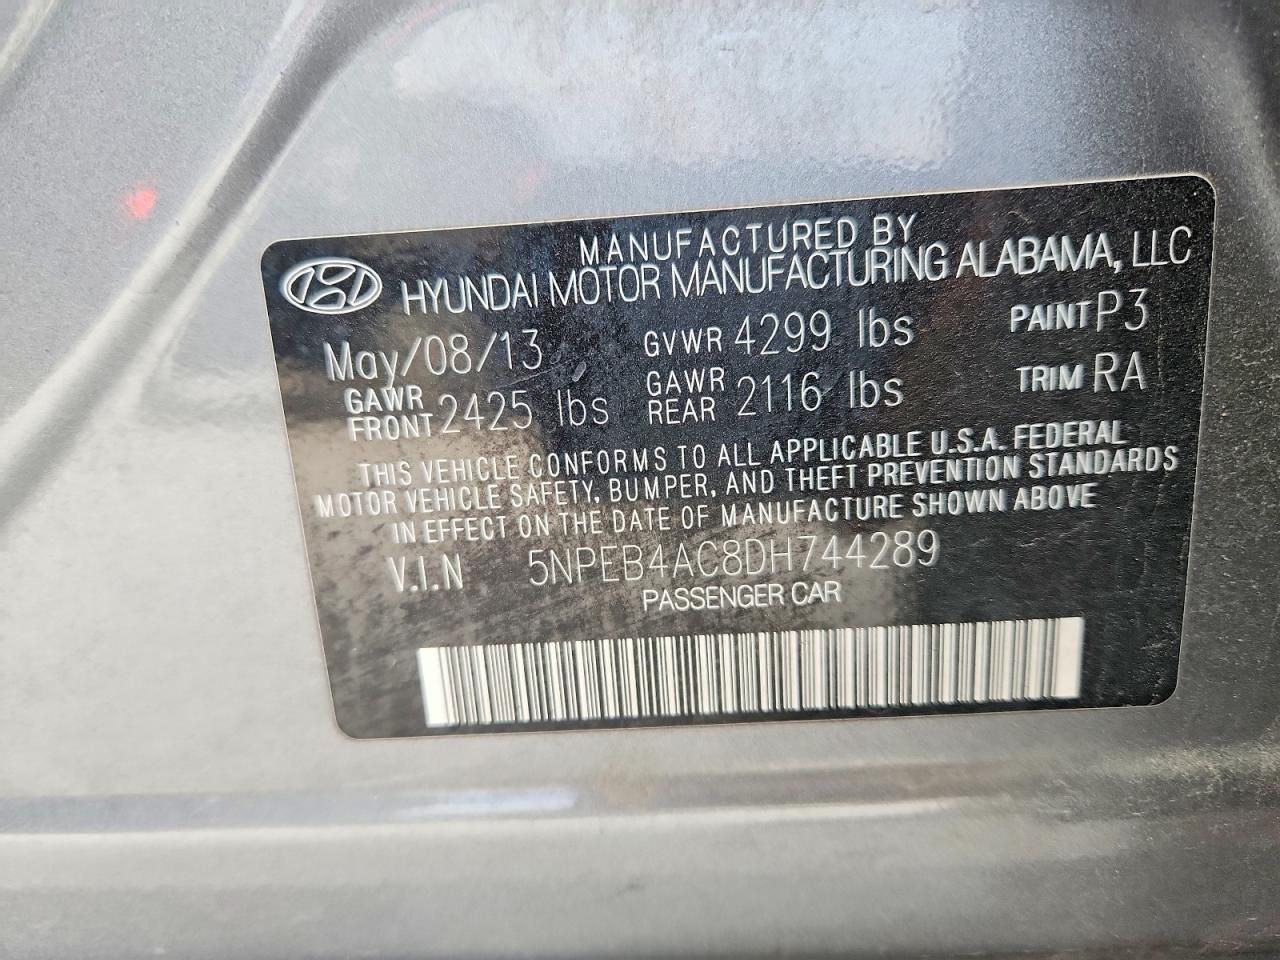 MANUFACTURED BY
HYUNDAI MOTOR MANUFACTURING ALABAMA, LLC
May/08/13 GVWR 4299 lbs PAINT P3
GAWR FRONT 2425 lbs GAWR REAR 2116 lbs TRIM RA
THIS VEHICLE CONFORMS TO ALL APPLICABLE U.S.A. FEDERAL
MOTOR VEHICLE SAFETY, BUMPER, AND THEFT PREVENTION STANDARDS
IN EFFECT ON THE DATE OF MANUFACTURE SHOWN ABOVE
V.I.N 5NPEB4AC8DH744289
PASSENGER CAR